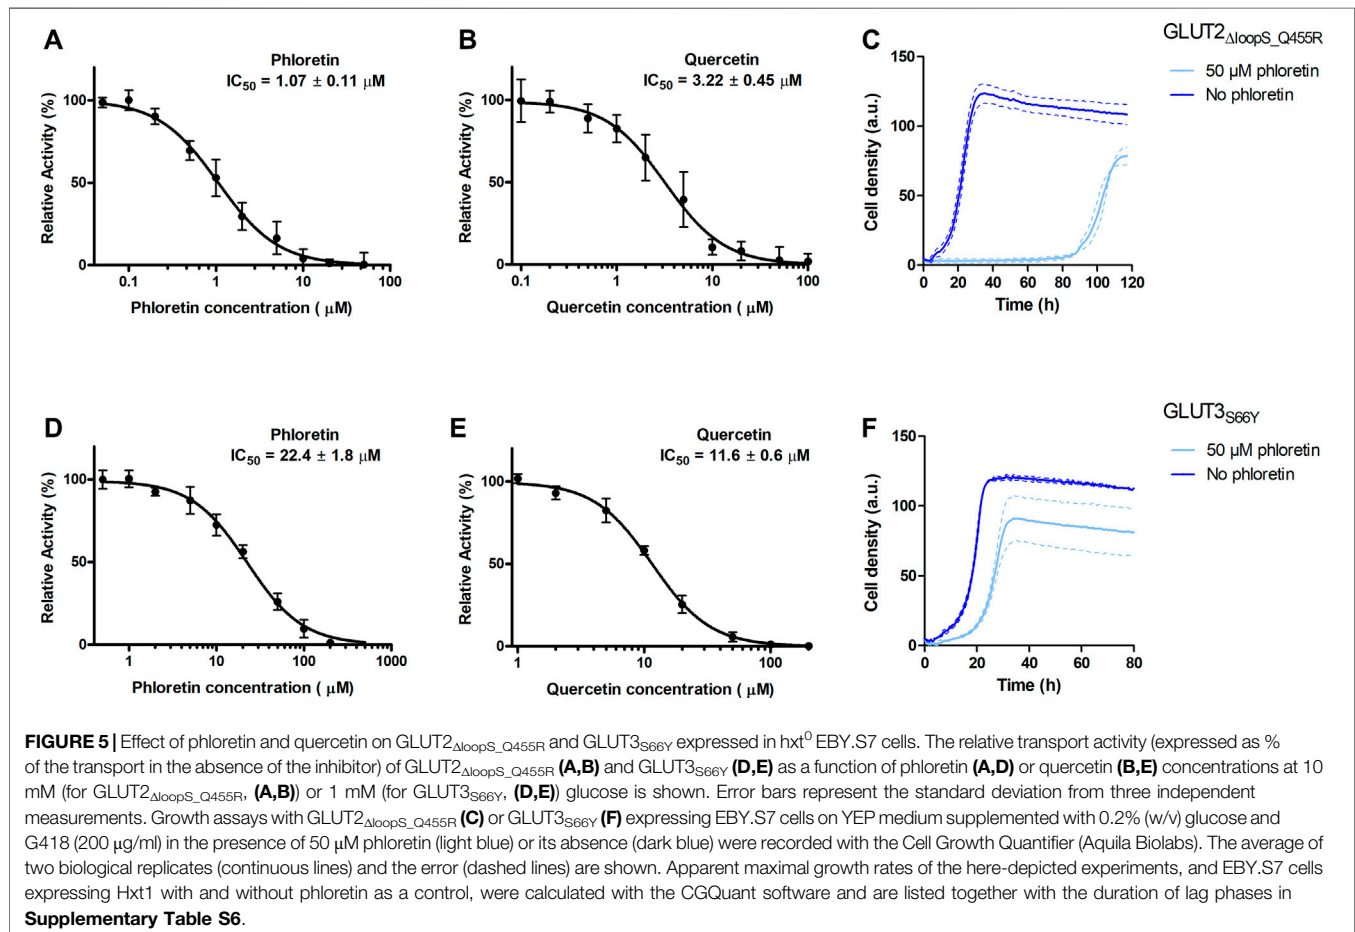 A
Phloretin
IC50 = 1.07 ± 0.11 μM
Relative Activity (%)
100
50
0
0.1
1
10
100
Phloretin concentration ( μM)
B
Quercetin
IC50 = 3.22 ± 0.45 μM
Relative Activity (%)
100
50
0
0.1
1
10
100
Quercetin concentration ( μM)
C
GLUT2ΔloopS_Q455R
50 μM phloretin
No phloretin
Cell density (a.u.)
150
100
50
0
0 20 40 60 80 100 120
Time (h)
D
Phloretin
IC50 = 22.4 ± 1.8 μM
Relative Activity (%)
100
50
0
1
10
100
1000
Phloretin concentration ( μM)
E
Quercetin
IC50 = 11.6 ± 0.6 μM
Relative Activity (%)
100
50
0
1
10
100
Quercetin concentration ( μM)
F
GLUT3S66Y
50 μM phloretin
No phloretin
Cell density (a.u.)
150
100
50
0
0 20 40 60 80
Time (h)
FIGURE 5 | Effect of phloretin and quercetin on GLUT2ΔloopS_Q455R and GLUT3S66Y expressed in hxt0 EBY.S7 cells. The relative transport activity (expressed as %
of the transport in the absence of the inhibitor) of GLUT2ΔloopS_Q455R (A,B) and GLUT3S66Y (D,E) as a function of phloretin (A,D) or quercetin (B,E) concentrations at 10
mM (for GLUT2ΔloopS_Q455R, (A,B)) or 1 mM (for GLUT3S66Y, (D,E)) glucose is shown. Error bars represent the standard deviation from three independent
measurements. Growth assays with GLUT2ΔloopS_Q455R (C) or GLUT3S66Y (F) expressing EBY.S7 cells on YEP medium supplemented with 0.2% (w/v) glucose and
G418 (200 μg/ml) in the presence of 50 μM phloretin (light blue) or its absence (dark blue) were recorded with the Cell Growth Quantifier (Aquila Biolabs). The average of
two biological replicates (continuous lines) and the error (dashed lines) are shown. Apparent maximal growth rates of the here-depicted experiments, and EBY.S7 cells
expressing Hxt1 with and without phloretin as a control, were calculated with the CGQuant software and are listed together with the duration of lag phases in
Supplementary Table S6.